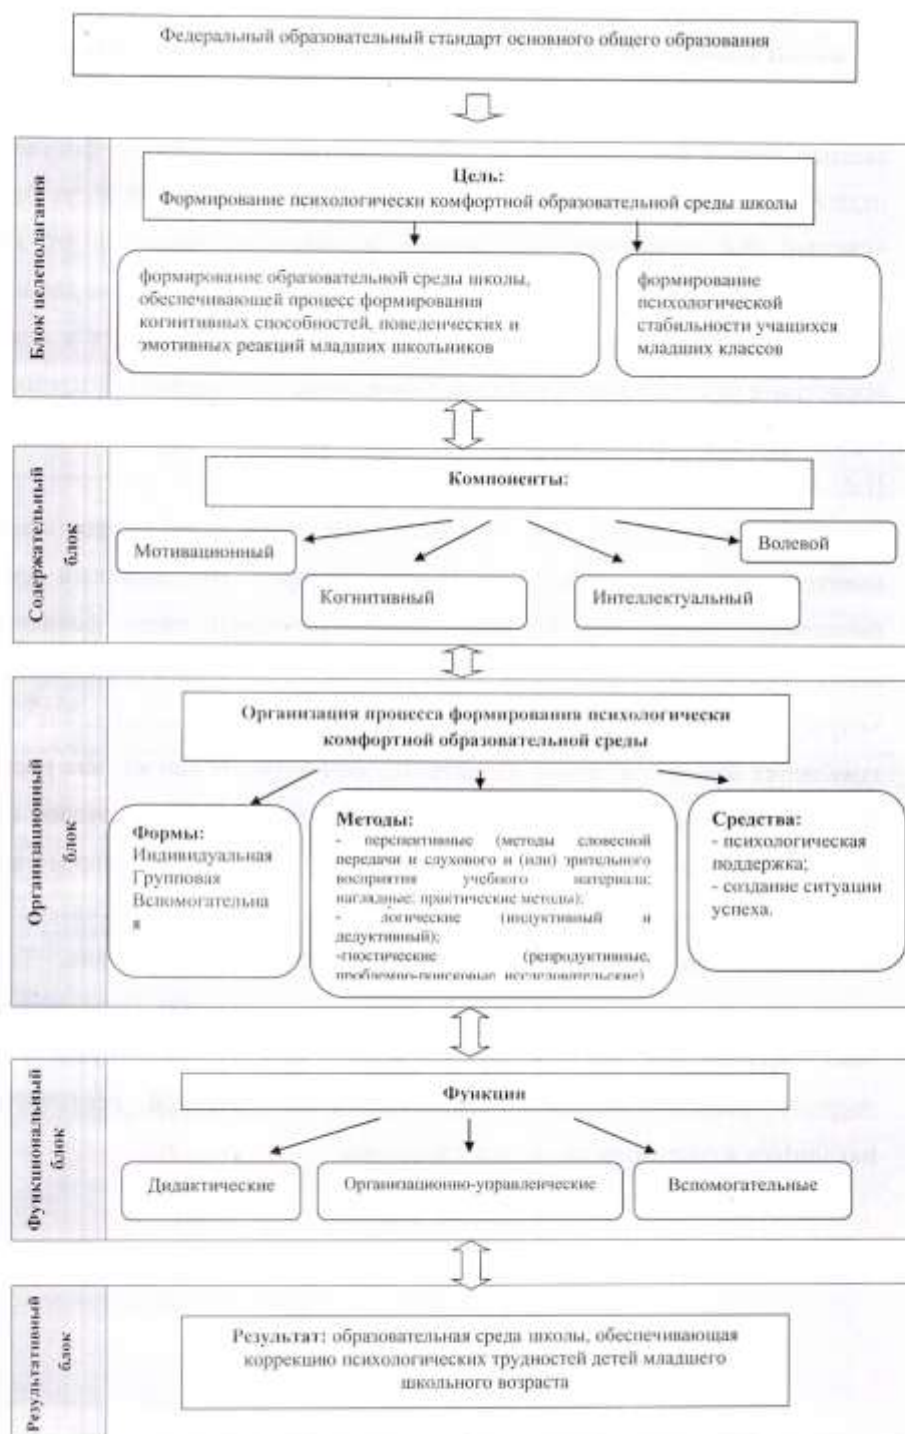 Федеральный образовательный стандарт основного общего образования
Блок целеполагания
Цель:
Формирование психологически комфортной образовательной среды школы
формирование образовательной среды школы,
обеспечивающей процесс формирования
когнитивных способностей, поведенческих и
эмотивных реакций младших школьников
формирование
психологической
стабильности учащихся
младших классов
Содержательный
блок
Компоненты:
Мотивационный
Волевой
Когнитивный
Интеллектуальный
Организационный
блок
Организация процесса формирования психологически
комфортной образовательной среды
Формы:
Индивидуальная
Групповая
Вспомогательна
я
Методы:
- перспективные (методы словесной
передачи и слухового и (или) зрительного
восприятия учебного материала;
наглядные; практические методы);
- логические (индуктивный и
дедуктивный);
-гностические (репродуктивные,
проблемно-поисковые, исследовательские)
Средства:
- психологическая
поддержка;
- создание ситуации
успеха.
Функциональный
блок
Функции
Дидактические
Организационно-управленческие
Вспомогательные
Результативный
блок
Результат: образовательная среда школы, обеспечивающая
коррекцию психологических трудностей детей младшего
школьного возраста